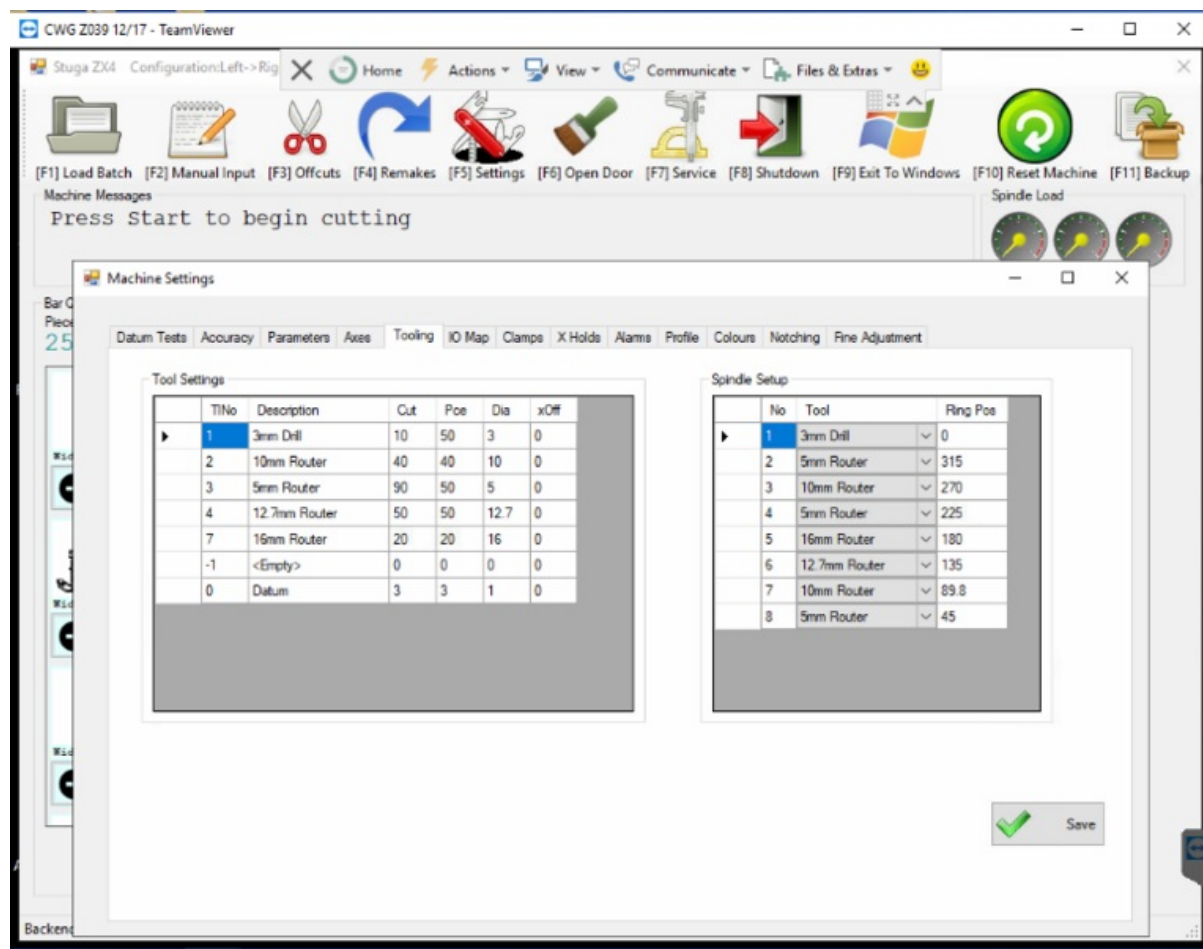 CWG Z039 12/17 - TeamViewer
Stuga ZX4 Configuration:Left->Rig
Home Actions View Communicate Files & Extras
[F1] Load Batch [F2] Manual Input [F3] Offcuts [F4] Remakes [F5] Settings [F6] Open Door [F7] Service [F8] Shutdown [F9] Exit To Windows [F10] Reset Machine [F11] Backup
Machine Messages
Press Start to begin cutting
Spindle Load
Machine Settings
Bar
Piece
25
Datum Tests Accuracy Parameters Axes Tooling IO Map Clamps X Holds Alarms Profile Colours Notching Fine Adjustment
Tool Settings
TlNo Description Cut Pce Dia xOff
1 3mm Drill 10 50 3 0
2 10mm Router 40 40 10 0
3 5mm Router 90 50 5 0
4 12.7mm Router 50 50 12.7 0
7 16mm Router 20 20 16 0
-1 <Empty> 0 0 0 0
0 Datum 3 3 1 0
Spindle Setup
No Tool Ring Pos
1 3mm Drill 0
2 5mm Router 315
3 10mm Router 270
4 5mm Router 225
5 16mm Router 180
6 12.7mm Router 135
7 10mm Router 89.8
8 5mm Router 45
Wid
Wid
Wid
Save
Backend